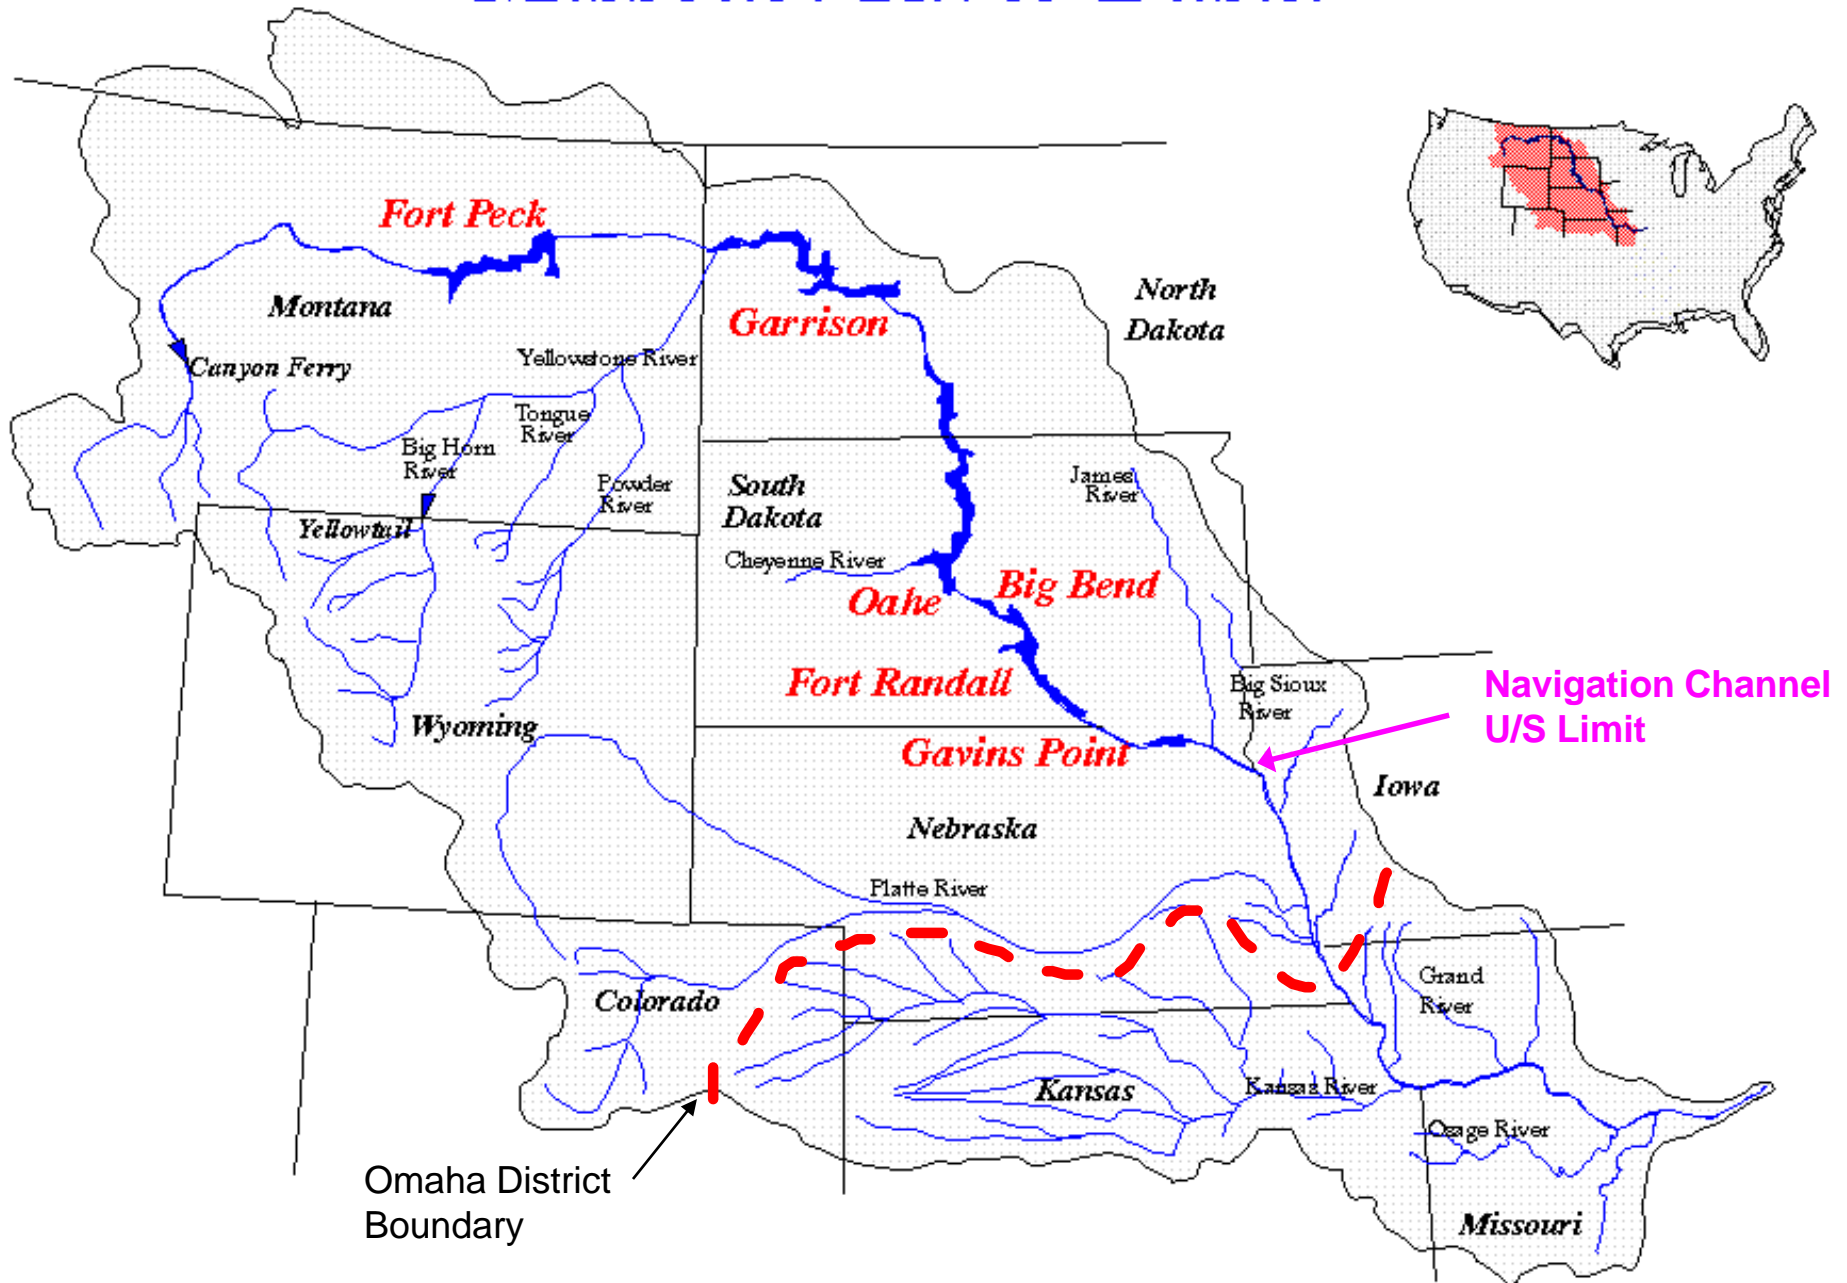 Fort Peck
Montana
Garrison
North
Dakota
Canyon Ferry
Yellowstone River
Tongue
River
Big Horn
River
Powder
River
South
Dakota
James
River
Yellowtail
Cheyenne River
Oahe
Big Bend
Fort Randall
Big Sioux
River
Navigation Channel
U/S Limit
Wyoming
Gavins Point
Iowa
Nebraska
Platte River
Colorado
Grand
River
Kansas
Kansas River
Osage River
Omaha District
Boundary
Missouri